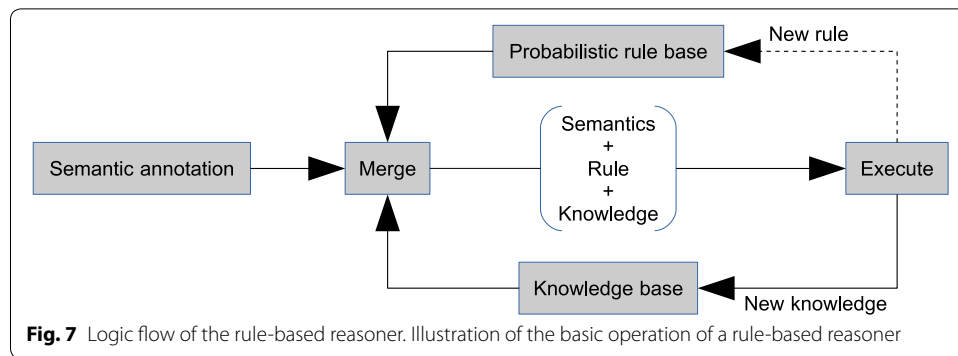 New rule
Probabilistic rule base
Semantics
+
Rule
+
Knowledge
Semantic annotation
Merge
Execute
Knowledge base
New knowledge
Fig. 7 Logic flow of the rule-based reasoner. Illustration of the basic operation of a rule-based reasoner